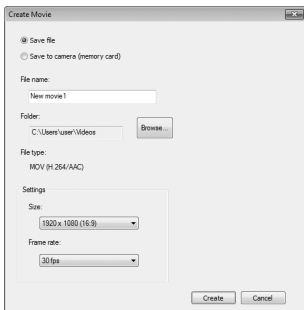 Create Movie
Save file
Save to camera (memory card)
File name:
New movie1
Folder:
C:\Users\user\Videos
Browse...
File type:
MOV (H.264/AAC)
Settings
Size:
1920 x 1080 (16:9)
Frame rate:
30 fps
Create
Cancel